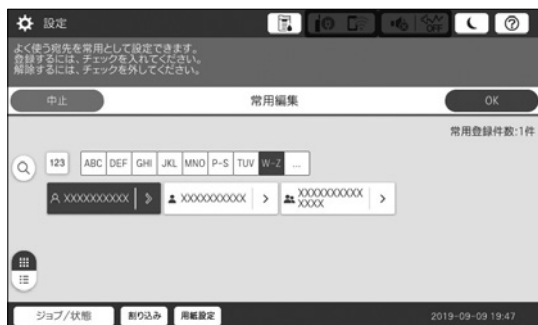 設定
OFF
よく使う宛先を常用として設定できます。
登録するには、チェックを入れてください。
解除するには、チェックを外してください。
中止
常用編集
OK
常用登録件数:1件
123 ABC DEF GHI JKL MNO P-S TUV W-Z ...
XXXXXXXXXX
XXXXXXXXXX
XXXXXXXXXX
XXXX
ジョブ/状態
割り込み
用紙設定
2019-09-09 19:47